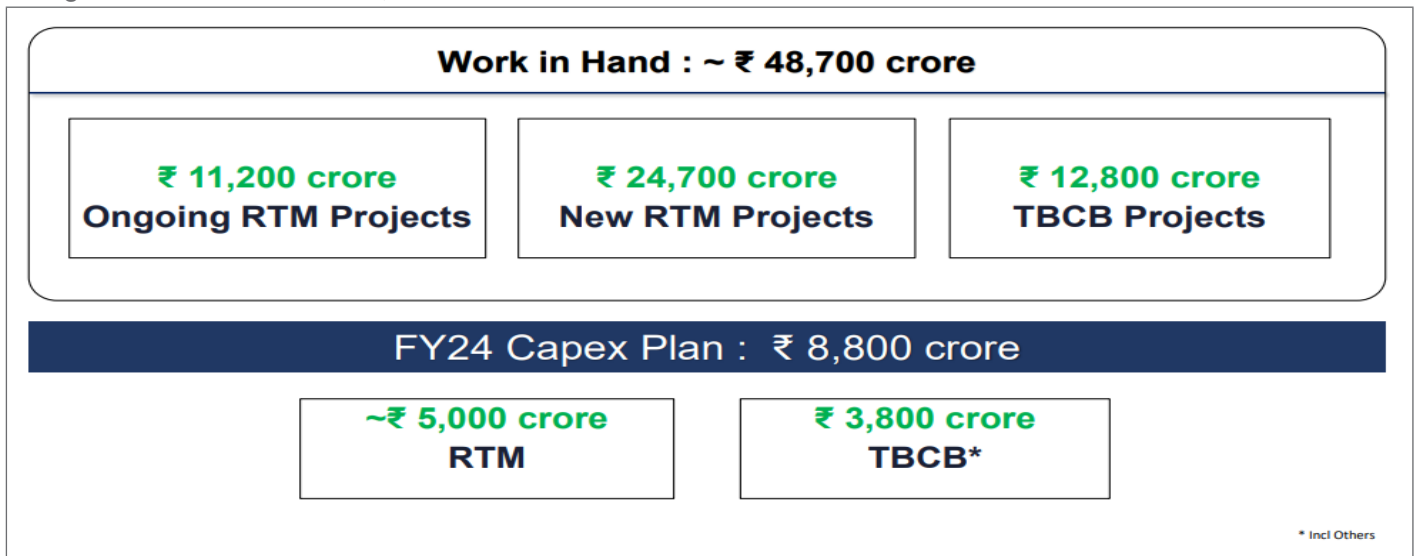 Work in Hand : ~ ₹ 48,700 crore
₹ 11,200 crore
Ongoing RTM Projects
₹ 24,700 crore
New RTM Projects
₹ 12,800 crore
TBCB Projects
FY24 Capex Plan : ₹ 8,800 crore
~₹ 5,000 crore
RTM
₹ 3,800 crore
TBCB*
* Incl Others